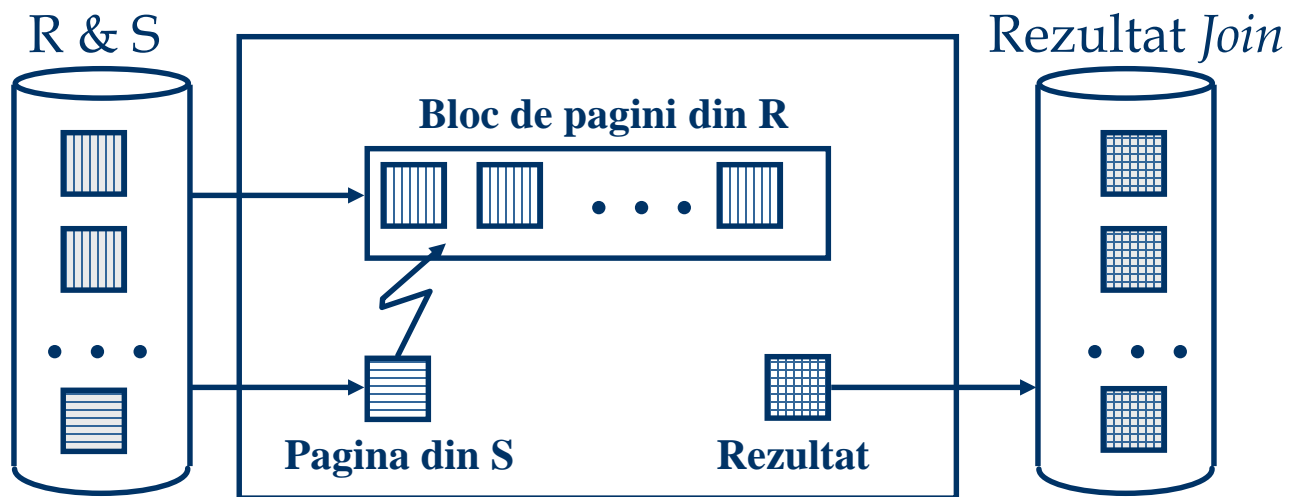 R & S
Rezultat Join
Bloc de pagini din R
Pagina din S
Rezultat